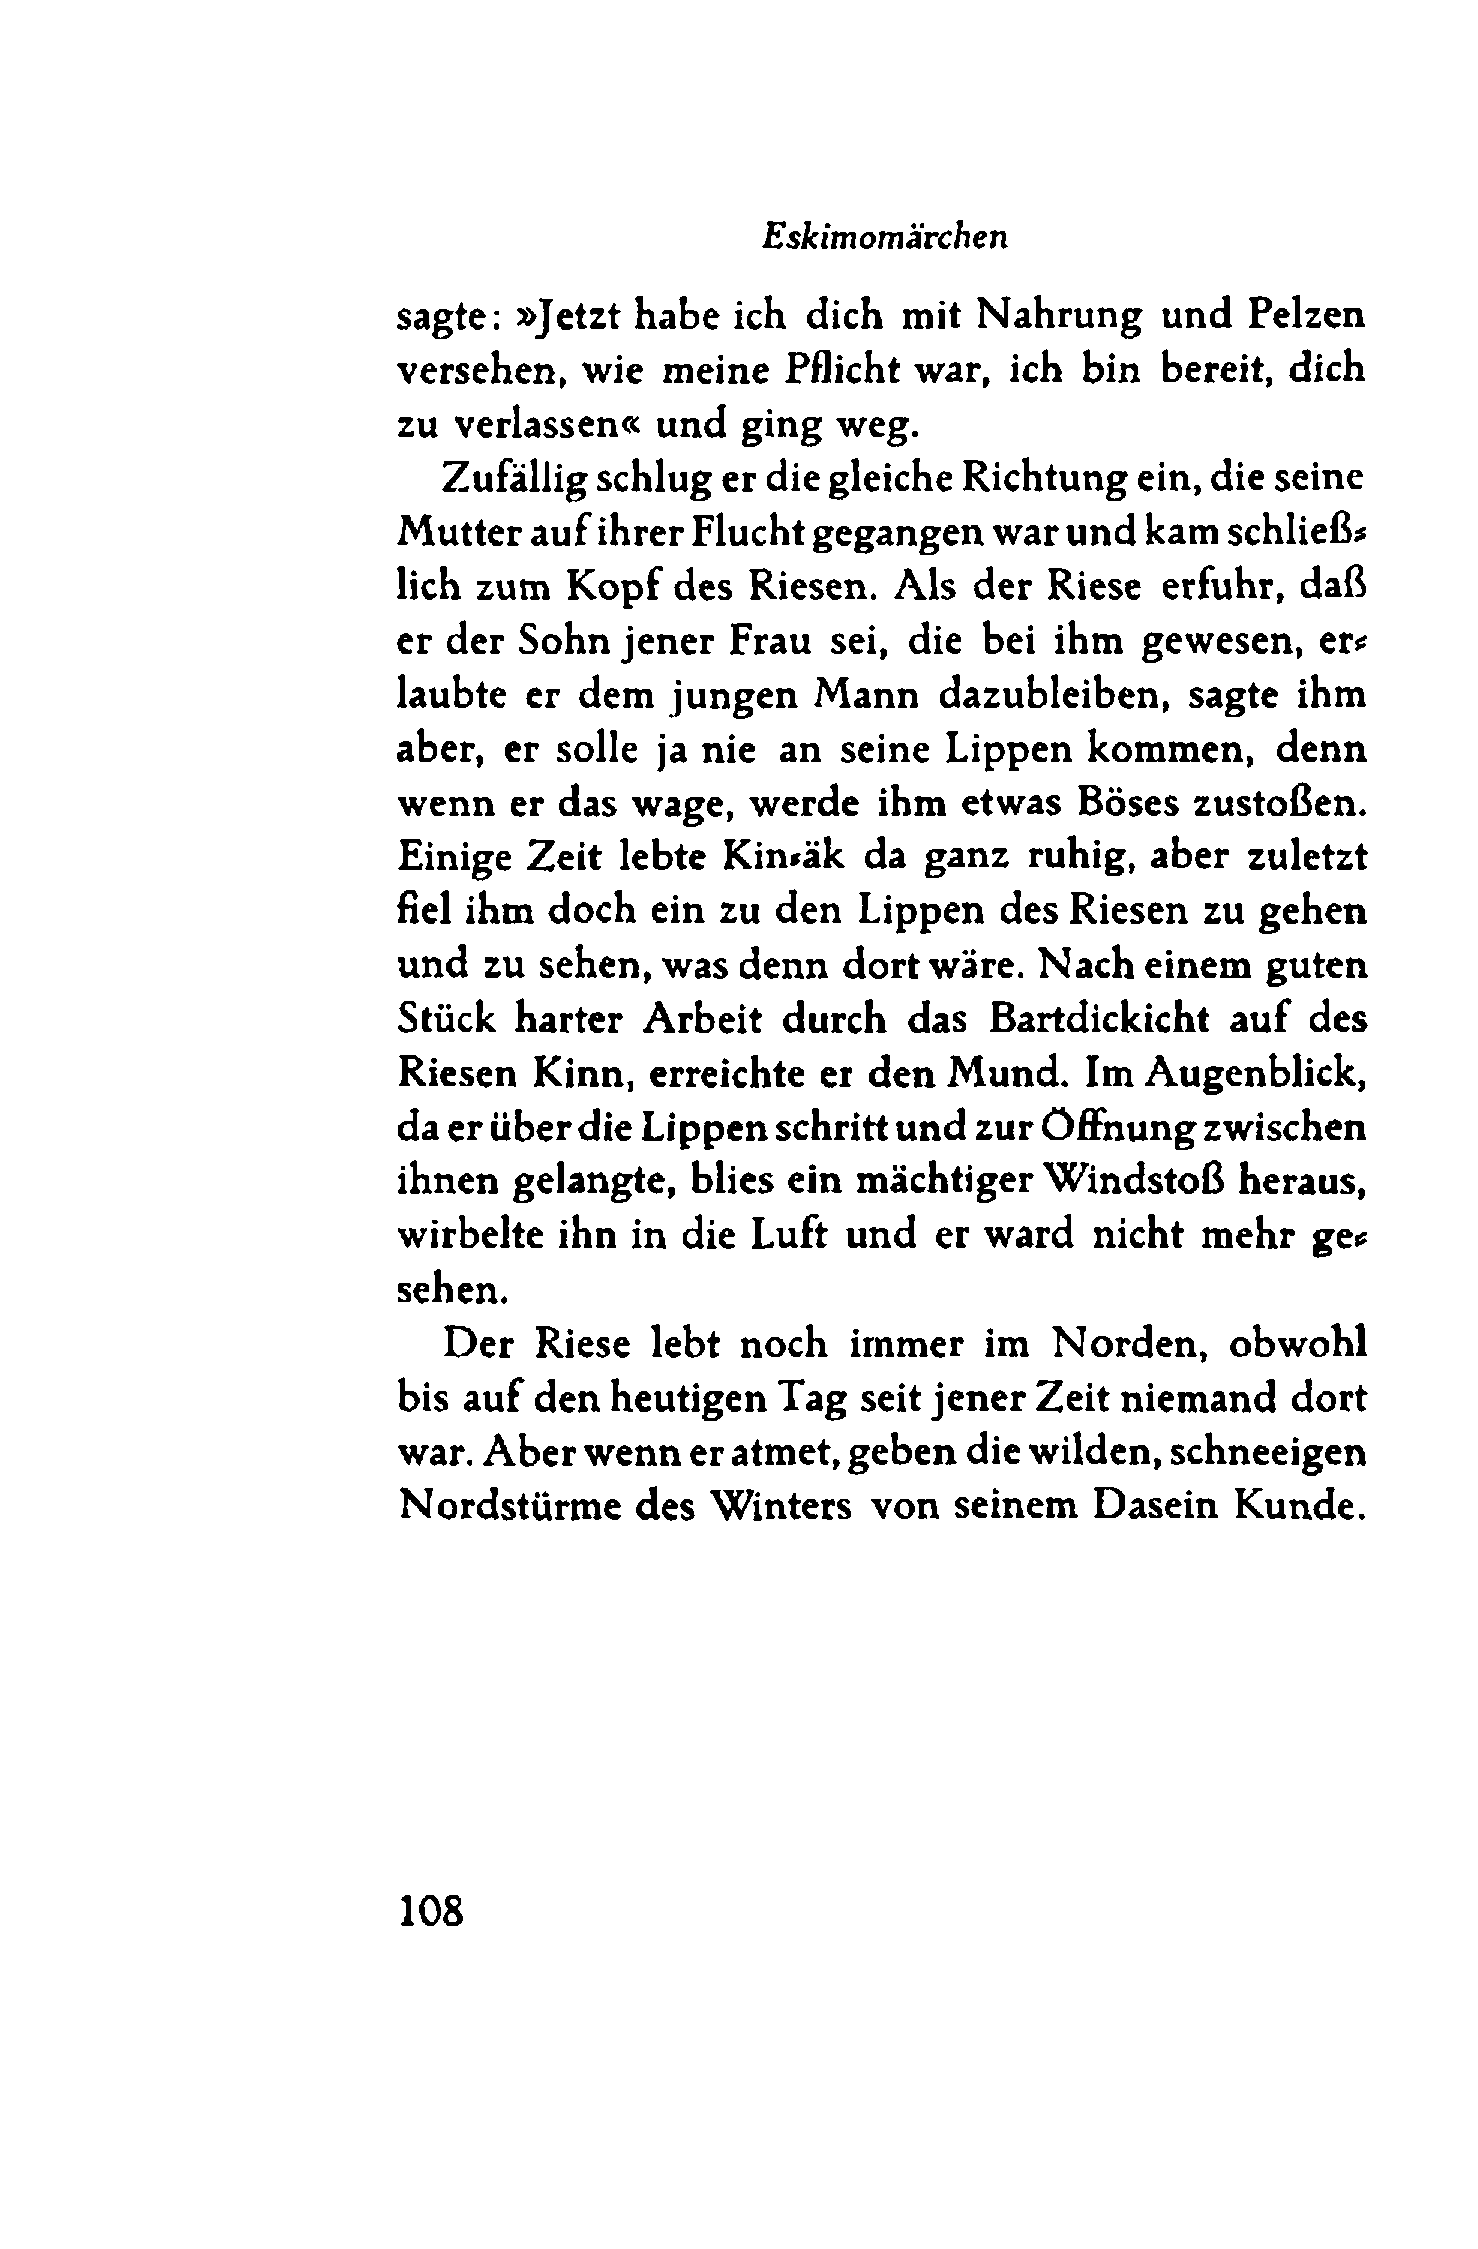 Eskimomärchen
sagte: »Jetzt habe ich dich mit Nahrung und Pelzen
versehen, wie meine Pflicht war, ich bin bereit, dich
zu verlassen« und ging weg.
Zufällig schlug er die gleiche Richtung ein, die seine
Mutter auf ihrer Flucht gegangen war und kam schließ-
lich zum Kopf des Riesen. Als der Riese erfuhr, daß
er der Sohn jener Frau sei, die bei ihm gewesen, er-
laubte er dem jungen Mann dazubleiben, sagte ihm
aber, er solle ja nie an seine Lippen kommen, denn
wenn er das wage, werde ihm etwas Böses zustoßen.
Einige Zeit lebte Kin-äk da ganz ruhig, aber zuletzt
fiel ihm doch ein zu den Lippen des Riesen zu gehen
und zu sehen, was denn dort wäre. Nach einem guten
Stück harter Arbeit durch das Bartdickicht auf des
Riesen Kinn, erreichte er den Mund. Im Augenblick,
da er über die Lippen schritt und zur Öffnung zwischen
ihnen gelangte, blies ein mächtiger Windstoß heraus,
wirbelte ihn in die Luft und er ward nicht mehr ge-
sehen.
Der Riese lebt noch immer im Norden, obwohl
bis auf den heutigen Tag seit jener Zeit niemand dort
war. Aber wenn er atmet, geben die wilden, schneeigen
Nordstürme des Winters von seinem Dasein Kunde.
108